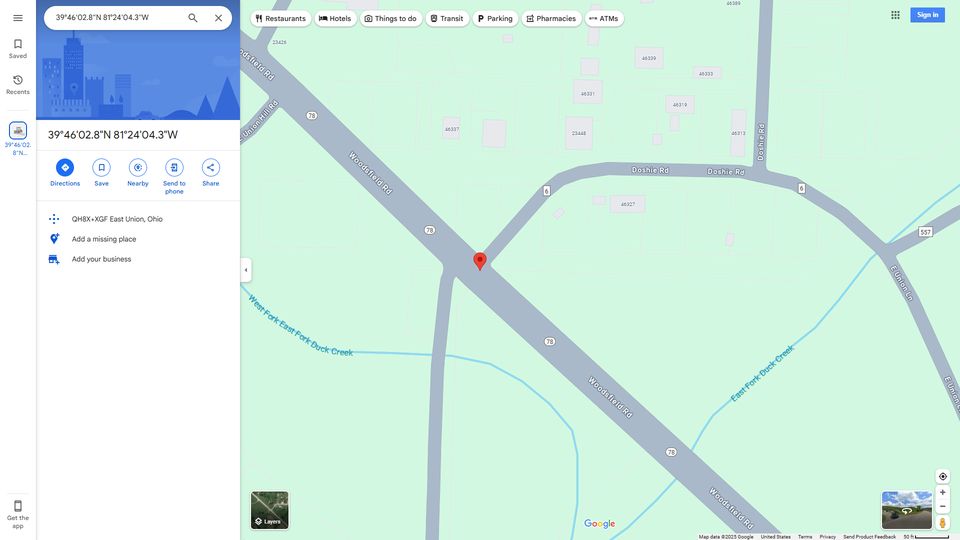 39°46'02.8"N 81°24'04.3"W
Restaurants
Hotels
Things to do
Transit
Parking
Pharmacies
ATMs
Sign in
Saved
Recents
39°46'02.
8"N...
39°46'02.8"N 81°24'04.3"W
Directions
Save
Nearby
Send to
phone
Share
QH8X+XGF East Union, Ohio
Add a missing place
Add your business
Get the
app
46389
23426
Woodsfield Rd
46339
46333
46331
46319
46337
23448
46313
E Union Hill Rd
78
Doshie Rd
Woodsfield Rd
Doshie Rd
Doshie Rd
6
6
46327
78
557
E Union Ln
West Fork East Fork Duck Creek
78
East Fork Duck Creek
Woodsfield Rd
78
Woodsfield Rd
Layers
Google
Map data ©2025 Google
United States
Terms
Privacy
Send Product Feedback
50 ft